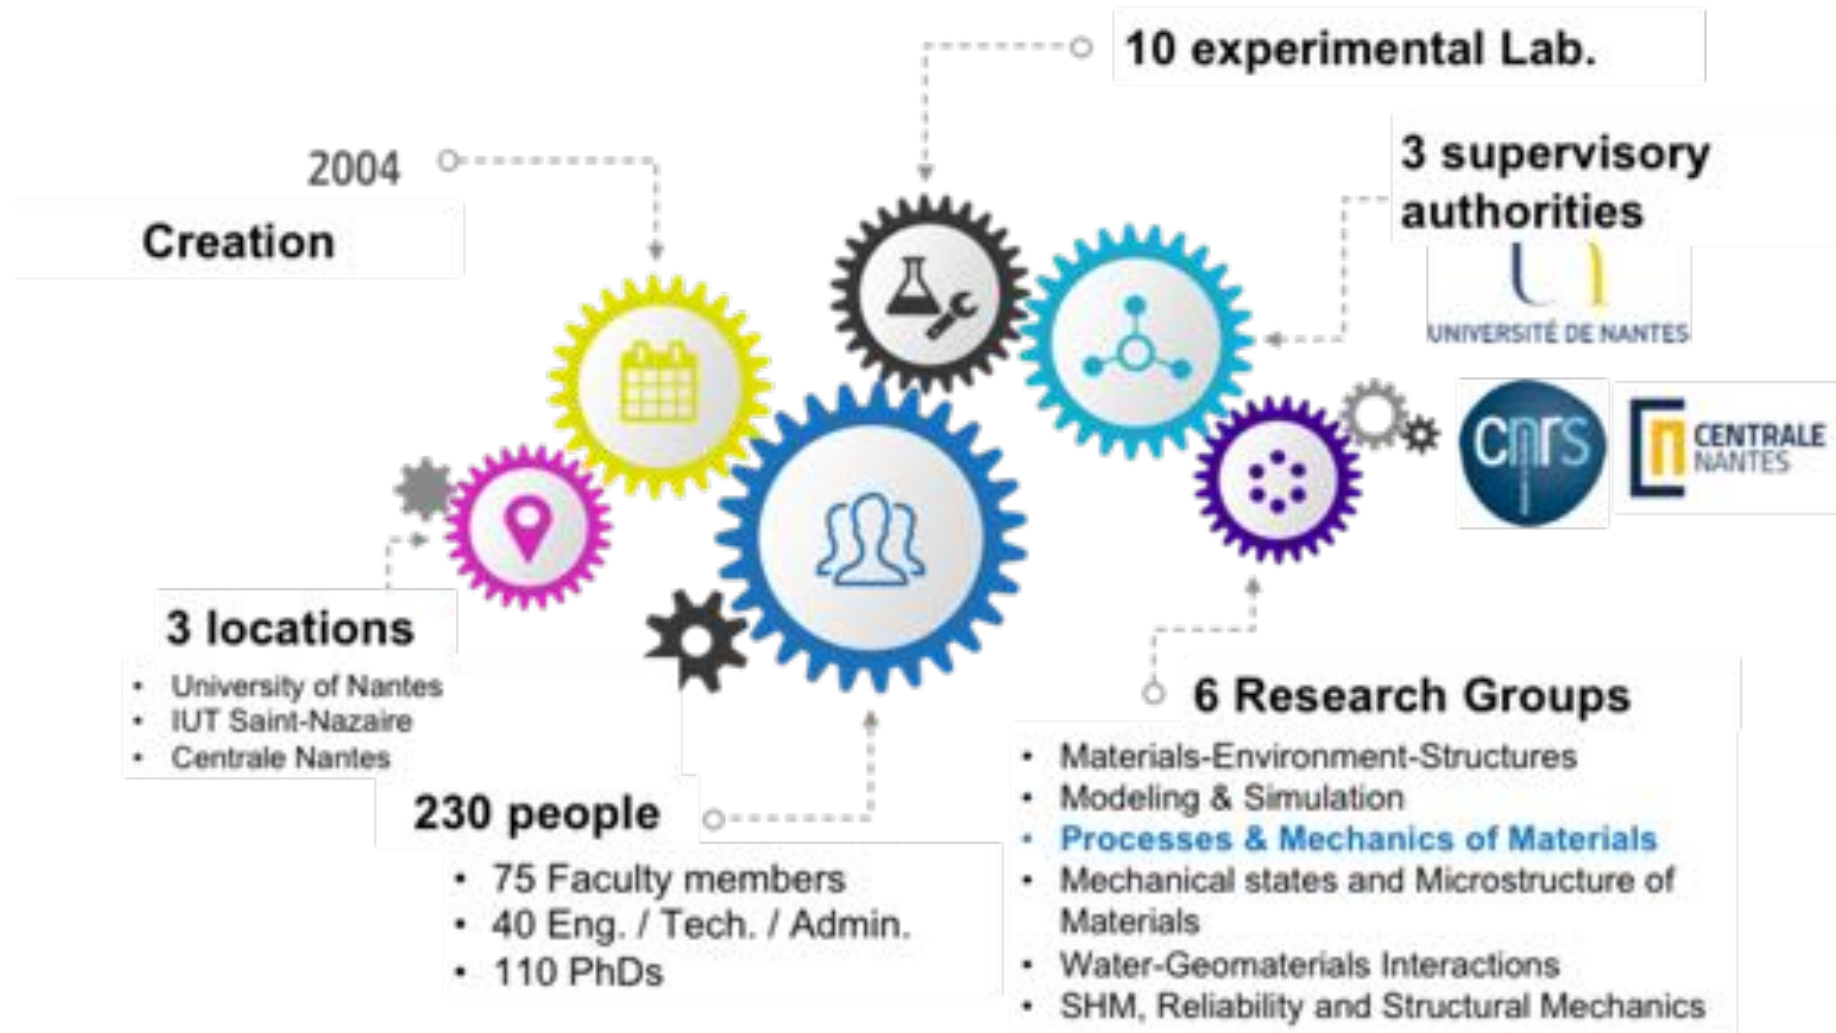 10 experimental Lab.
2004
Creation
3 supervisory
authorities
UNIVERSITÉ DE NANTES
cnrs
CENTRALE
NANTES
3 locations
• University of Nantes
• IUT Saint-Nazaire
• Centrale Nantes
230 people
• 75 Faculty members
• 40 Eng. / Tech. / Admin.
• 110 PhDs
6 Research Groups
• Materials-Environment-Structures
• Modeling & Simulation
• Processes & Mechanics of Materials
• Mechanical states and Microstructure of
Materials
• Water-Geomaterials Interactions
• SHM, Reliability and Structural Mechanics